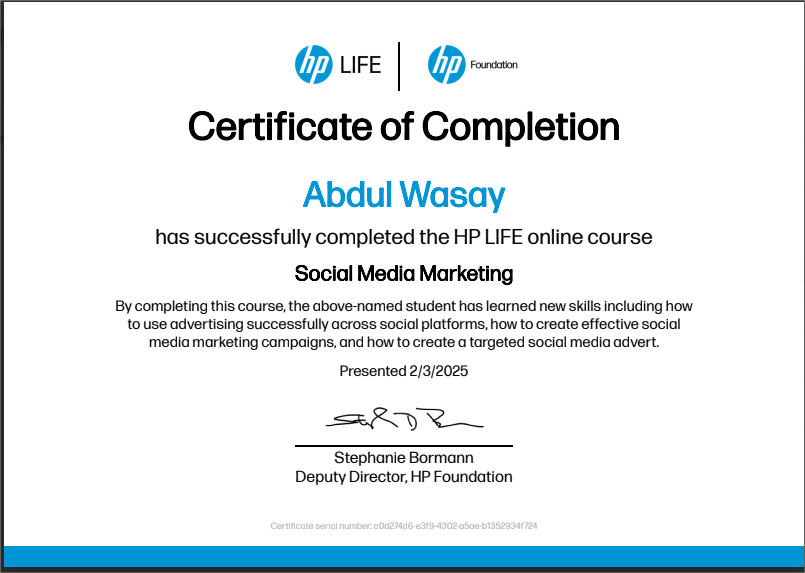 hp LIFE hp Foundation
Certificate of Completion
Abdul Wasay
has successfully completed the HP LIFE online course
Social Media Marketing
By completing this course, the above-named student has learned new skills including how
to use advertising successfully across social platforms, how to create effective social
media marketing campaigns, and how to create a targeted social media advert.
Presented 2/3/2025
Stephanie Bormann
Deputy Director, HP Foundation
Certificate serial number: a0d274d6-e3f9-4302-a5ae-b1352934f724